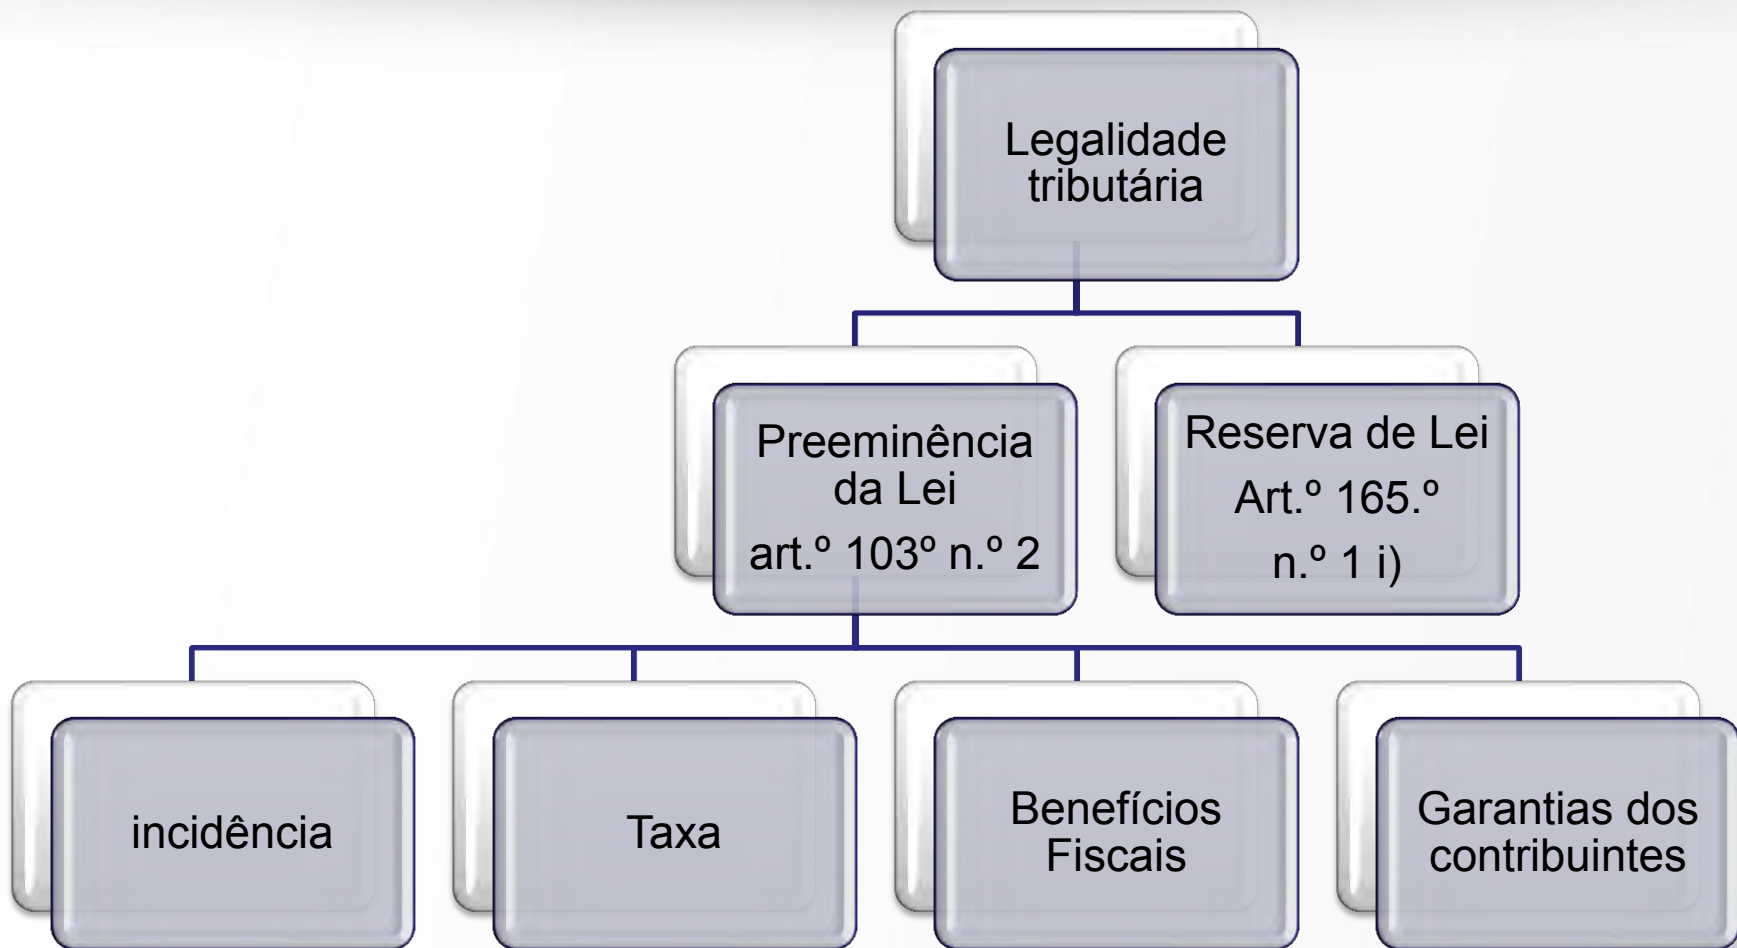 Legalidade
tributária
Preeminência
da Lei
art.º 103º n.º 2
Reserva de Lei
Art.º 165.º
n.º 1 i)
incidência
Taxa
Benefícios
Fiscais
Garantias dos
contribuintes